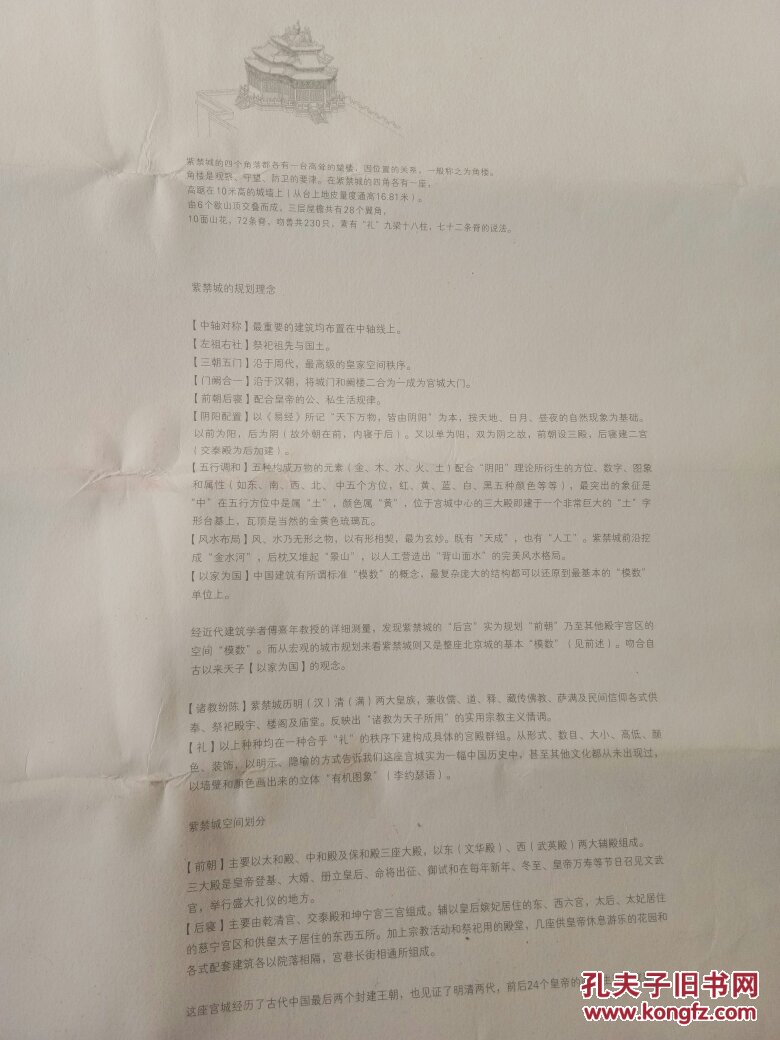 紫禁城的四个角落都各有一台高耸的望楼，因位置的关系，一般称之为角楼。
角楼是观察、守望、防卫的要津。在紫禁城的四角各有一座，
高踞在10米高的城墙上（从台上地皮量度通高16.81米）。
由6个歇山顶交叠而成，三层屋檐共有28个翼角，
10面山花，72条脊，吻兽共230只，素有“礼”九梁十八柱，七十二条脊的说法。
紫禁城的规划理念
【中轴对称】最重要的建筑均布置在中轴线上。
【左祖右社】祭祀祖先与国土。
【三朝五门】沿于周代，最高级的皇家空间秩序。
【门阙合一】沿于汉朝，将城门和阙楼二合为一成为宫城大门。
【前朝后寝】配合皇帝的公、私生活规律。
【阴阳配置】以《易经》所记“天下万物，皆由阴阳”为本，按天地、日月、昼夜的自然现象为基础。
以前为阳，后为阴（故外朝在前，内寝于后）。又以单为阳，双为阴之故，前朝设三殿，后寝建二宫
（交泰殿为后加建）。
【五行调和】五种构成万物的元素（金、木、水、火、土）配合“阴阳”理论所衍生的方位、数字、图象
和属性（如东、南、西、北、中五个方位，红、黄、蓝、白、黑五种颜色等等），最突出的象征是
“中”在五行方位中是属“土”，颜色属“黄”，位于宫城中心的三大殿即建于一个非常巨大的“土”字
形台基上，瓦顶是当然的金黄色琉璃瓦。
【风水布局】风、水乃无形之物，以有形相契，最为玄妙。既有“天成”，也有“人工”。紫禁城前沿挖
成“金水河”，后枕又堆起“景山”，以人工营造出“背山面水”的完美风水格局。
【以家为国】中国建筑有所谓标准“模数”的概念，最复杂庞大的结构都可以还原到最基本的“模数”
单位上。
经近代建筑学者傅熹年教授的详细测量，发现紫禁城的“后宫”实为规划“前朝”乃至其他殿宇宫区的
空间“模数”。而从宏观的城市规划来看紫禁城则又是整座北京城的基本“模数”（见前述）。吻合自
古以来天子【以家为国】的观念。
【诸教纷陈】紫禁城历明（汉）清（满）两大皇族，兼收儒、道、释、藏传佛教、萨满及民间信仰各式供
奉、祭祀殿宇、楼阁及庙堂。反映出“诸教为天子所用”的实用宗教主义情调。
【礼】以上种种均在一种合乎“礼”的秩序下建构成具体的宫殿群组。从形式、数目、大小、高低、颜
色、装饰，以明示、隐喻的方式告诉我们这座宫城实为一幅中国历史中，甚至其他文化都从未出现过，
以墙壁和颜色画出来的立体“有机图象”（李约瑟语）。
紫禁城空间划分
【前朝】主要以太和殿、中和殿及保和殿三座大殿，以东（文华殿）、西（武英殿）两大辅殿组成。
三大殿是皇帝登基、大婚、册立皇后、命将出征、御试和在每年新年、冬至、皇帝万寿等节日召见文武
官，举行盛大礼仪的地方。
【后寝】主要由乾清宫、交泰殿和坤宁宫三宫组成。辅以皇后嫔妃居住的东、西六宫，太后、太妃居住
的慈宁宫区和供皇太子居住的东西五所。加上宗教活动和祭祀用的殿堂，几座供皇帝休息游乐的花园和
各式配套建筑各以院落相隔，宫巷长街相通所组成。
这座宫城经历了古代中国最后两个封建王朝，也见证了明清两代，前后24个皇帝的
孔夫子旧书网
www.kongfz.com